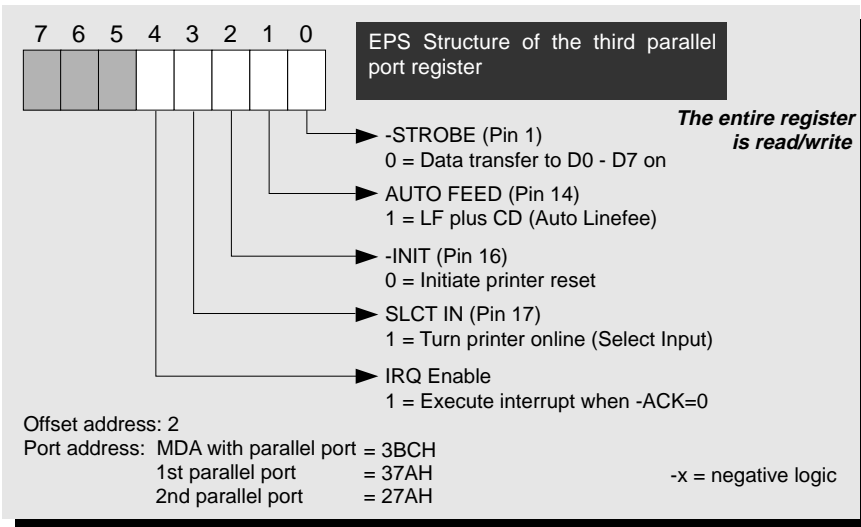 7 6 5 4 3 2 1 0
EPS Structure of the third parallel
port register
The entire register
is read/write
-STROBE (Pin 1)
0 = Data transfer to D0 - D7 on
AUTO FEED (Pin 14)
1 = LF plus CD (Auto Linefee)
-INIT (Pin 16)
0 = Initiate printer reset
SLCT IN (Pin 17)
1 = Turn printer online (Select Input)
IRQ Enable
1 = Execute interrupt when -ACK=0
Offset address: 2
Port address: MDA with parallel port = 3BCH
1st parallel port = 37AH
2nd parallel port = 27AH
-x = negative logic